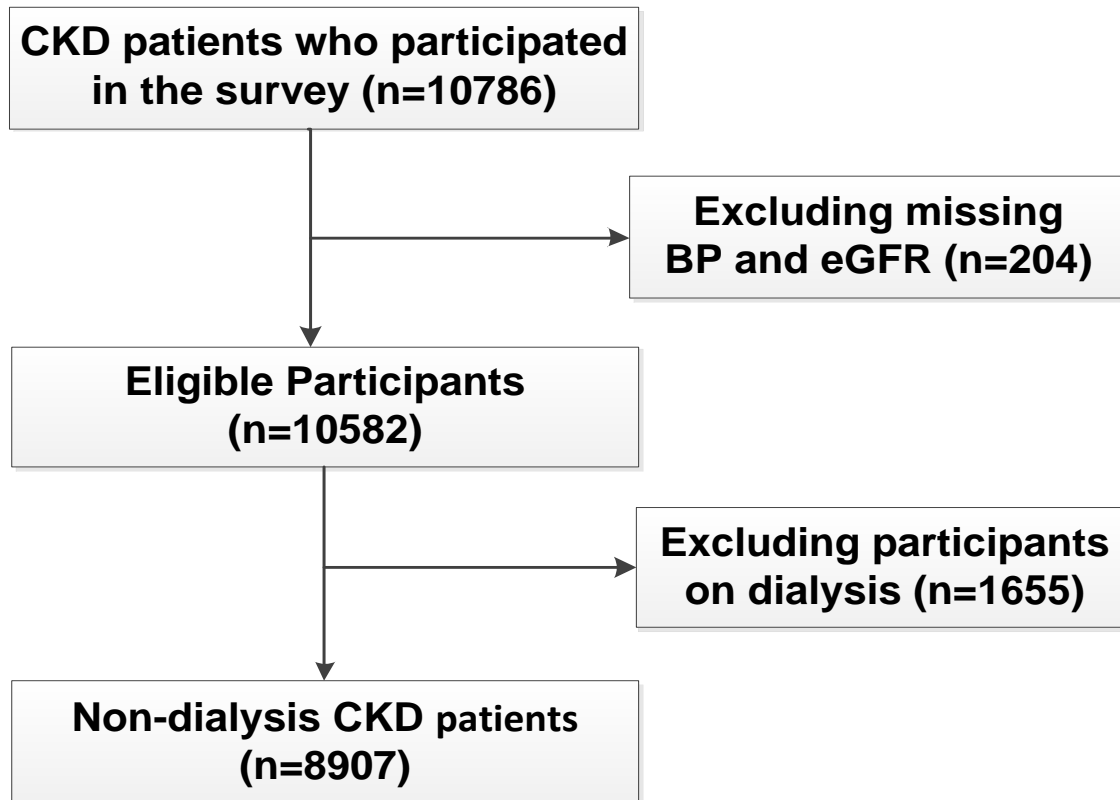 CKD patients who participated
in the survey (n=10786)
Excluding missing
BP and eGFR (n=204)
Eligible Participants
(n=10582)
Excluding participants
on dialysis (n=1655)
Non-dialysis CKD patients
(n=8907)